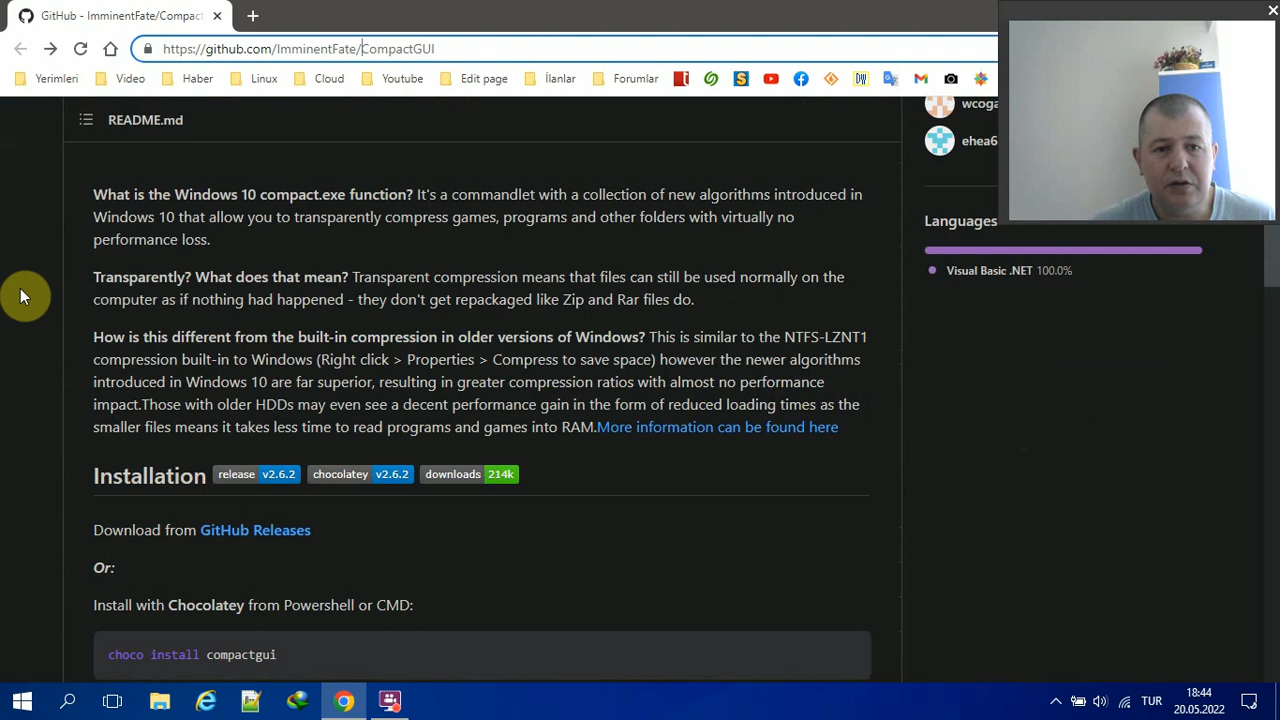 GitHub - ImminentFate/Compact
https://github.com/ImminentFate/CompactGUI
Yerimleri
Video
Haber
Linux
Cloud
Youtube
Edit page
İlanlar
Forumlar
DW
README.md
wcoga
ehea6
What is the Windows 10 compact.exe function? It's a commandlet with a collection of new algorithms introduced in
Windows 10 that allow you to transparently compress games, programs and other folders with virtually no
performance loss.
Transparently? What does that mean? Transparent compression means that files can still be used normally on the
computer as if nothing had happened - they don't get repackaged like Zip and Rar files do.
How is this different from the built-in compression in older versions of Windows? This is similar to the NTFS-LZNT1
compression built-in to Windows (Right click > Properties > Compress to save space) however the newer algorithms
introduced in Windows 10 are far superior, resulting in greater compression ratios with almost no performance
impact.Those with older HDDs may even see a decent performance gain in the form of reduced loading times as the
smaller files means it takes less time to read programs and games into RAM.More information can be found here
Languages
Visual Basic .NET 100.0%
Installation release v2.6.2 chocolatey v2.6.2 downloads 214k
Download from GitHub Releases
Or:
Install with Chocolatey from Powershell or CMD:
choco install compactgui
TUR
18:44
20.05.2022